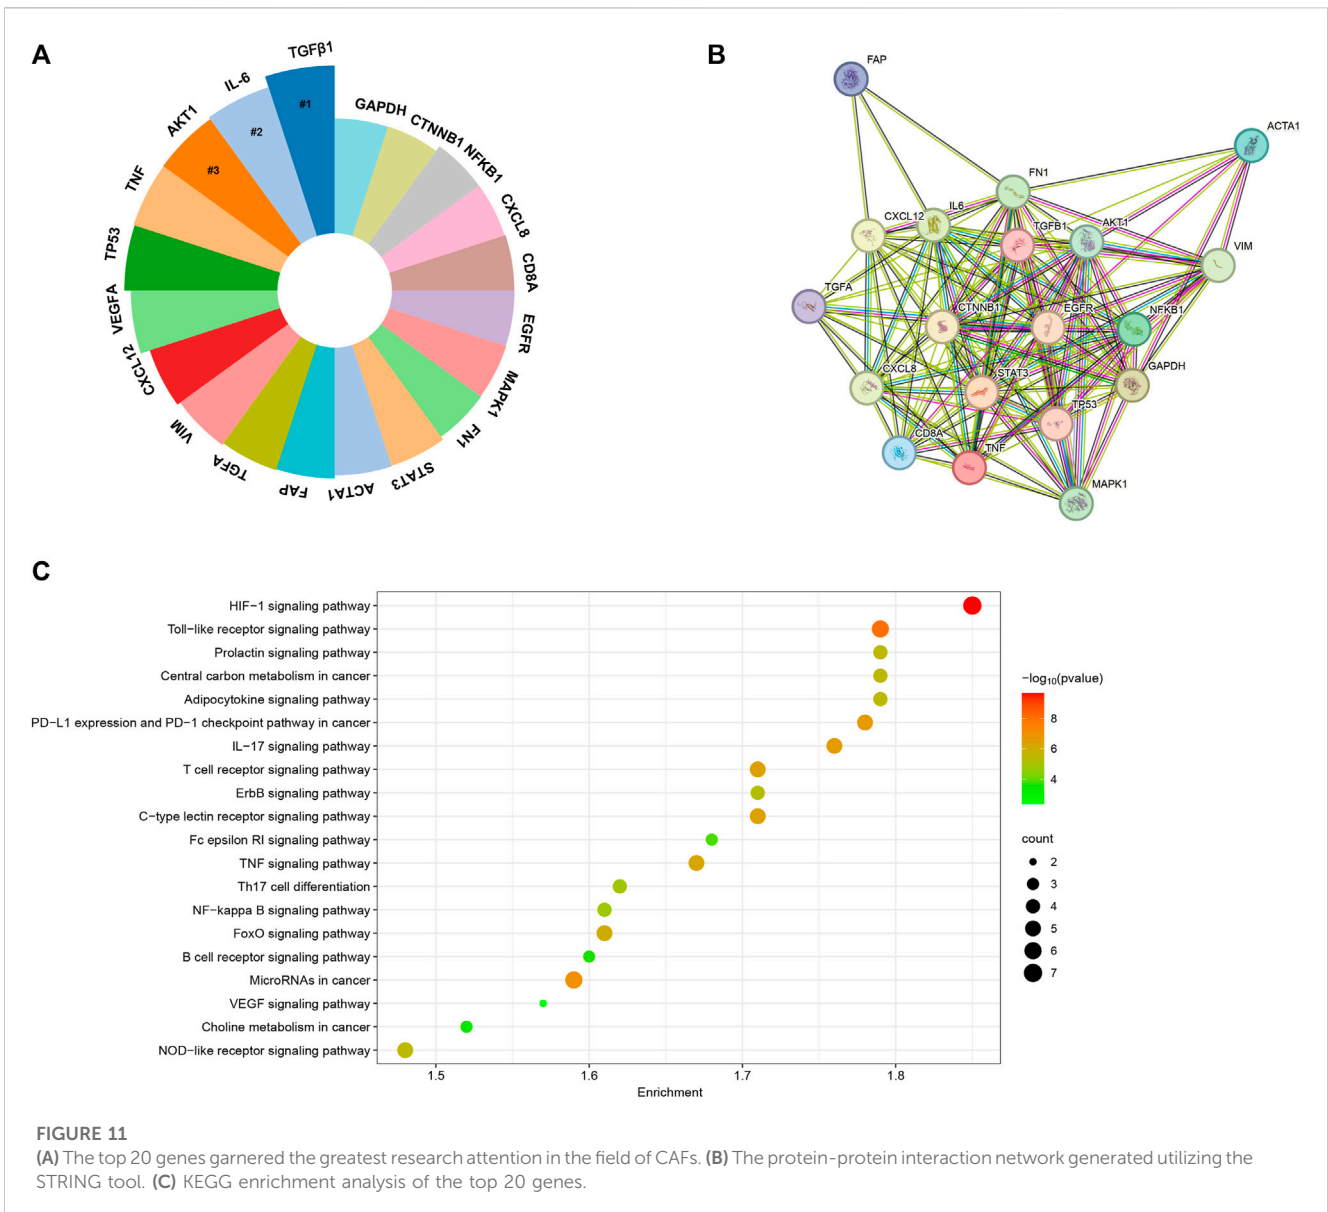 A
TGFβ1
IL-6
AKT1
TNF
TP53
VEGFA
CXCL12
VIM
TGFA
FAP
ACTA1
STAT3
FN1
MAPK1
EGFR
CD8A
CXCL8
NFKB1
CTNNB1
GAPDH
#1
#2
#3
B
FAP
ACTA1
FN1
CXCL12
IL6
TGFB1
AKT1
VIM
TGFA
CTNNB1
EGFR
NFKB1
CXCL8
STAT3
GAPDH
TP53
CD8A
TNF
MAPK1
C
HIF−1 signaling pathway
Toll−like receptor signaling pathway
Prolactin signaling pathway
Central carbon metabolism in cancer
Adipocytokine signaling pathway
PD−L1 expression and PD−1 checkpoint pathway in cancer
IL−17 signaling pathway
T cell receptor signaling pathway
ErbB signaling pathway
C−type lectin receptor signaling pathway
Fc epsilon RI signaling pathway
TNF signaling pathway
Th17 cell differentiation
NF−kappa B signaling pathway
FoxO signaling pathway
B cell receptor signaling pathway
MicroRNAs in cancer
VEGF signaling pathway
Choline metabolism in cancer
NOD−like receptor signaling pathway
1.5 1.6 1.7 1.8
Enrichment
−log10(pvalue)
8
6
4
count
2
3
4
5
6
7
FIGURE 11
(A) The top 20 genes garnered the greatest research attention in the field of CAFs. (B) The protein-protein interaction network generated utilizing the
STRING tool. (C) KEGG enrichment analysis of the top 20 genes.